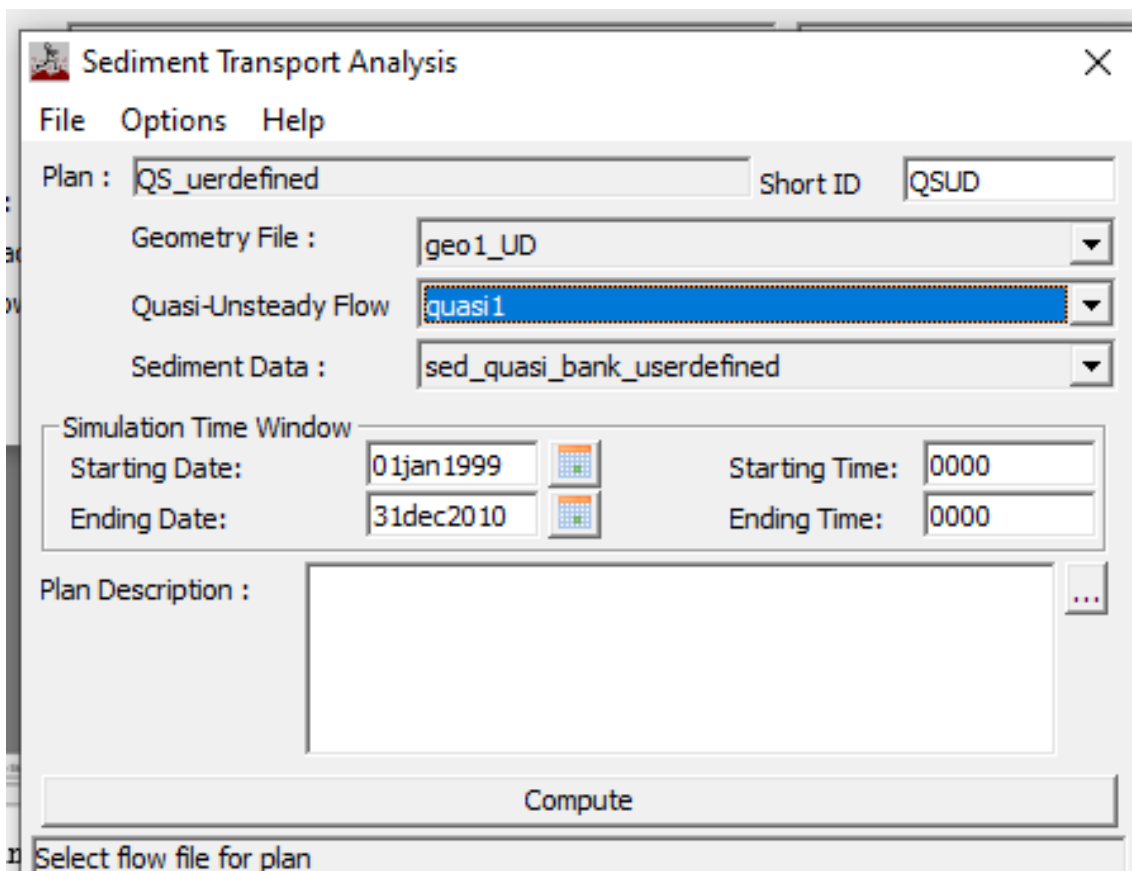 Sediment Transport Analysis
File Options Help
Plan : QS_uerdefined Short ID QSUD
Geometry File : geo1_UD
Quasi-Unsteady Flow quasi1
Sediment Data : sed_quasi_bank_userdefined
Simulation Time Window
Starting Date: 01jan1999 Starting Time: 0000
Ending Date: 31dec2010 Ending Time: 0000
Plan Description : ...
Compute
Select flow file for plan